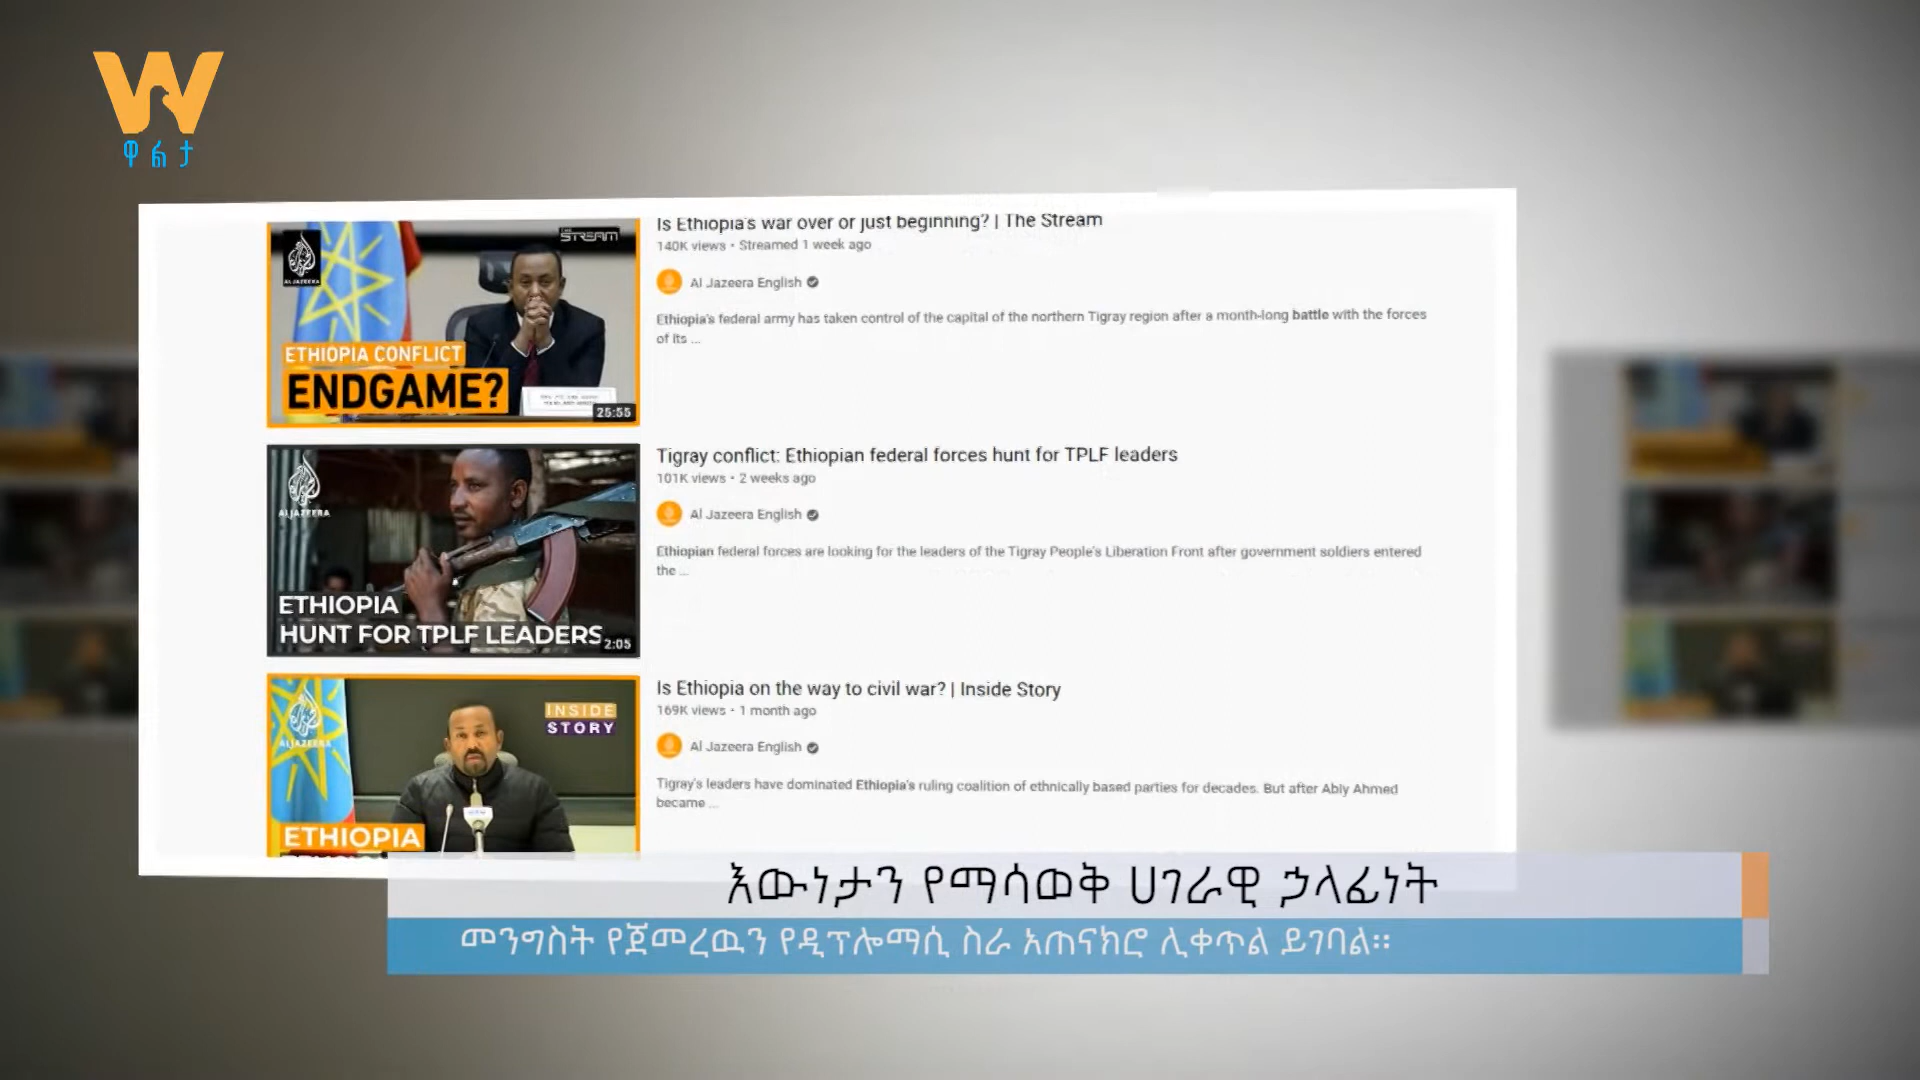 W
ዋልታ
THE STREAM
ALJAZEERA
ETHIOPIA CONFLICT
ENDGAME?
25:55
Is Ethiopia's war over or just beginning? | The Stream
140K views • Streamed 1 week ago
Al Jazeera English
Ethiopia's federal army has taken control of the capital of the northern Tigray region after a month-long battle with the forces
of its ...
ALJAZEERA
ETHIOPIA
HUNT FOR TPLF LEADERS
2:05
Tigray conflict: Ethiopian federal forces hunt for TPLF leaders
101K views • 2 weeks ago
Al Jazeera English
Ethiopian federal forces are looking for the leaders of the Tigray People's Liberation Front after government soldiers entered
the ...
ALJAZEERA
INSIDE
STORY
ETHIOPIA
Is Ethiopia on the way to civil war? | Inside Story
169K views • 1 month ago
Al Jazeera English
Tigray's leaders have dominated Ethiopia's ruling coalition of ethnically based parties for decades. But after Abiy Ahmed
became ...
እውነታን የማሳወቅ ሀገራዊ ኃላፊነት
መንግስት የጀመረዉን የዲፕሎማሲ ስራ አጠናክሮ ሊቀጥል ይገባል።